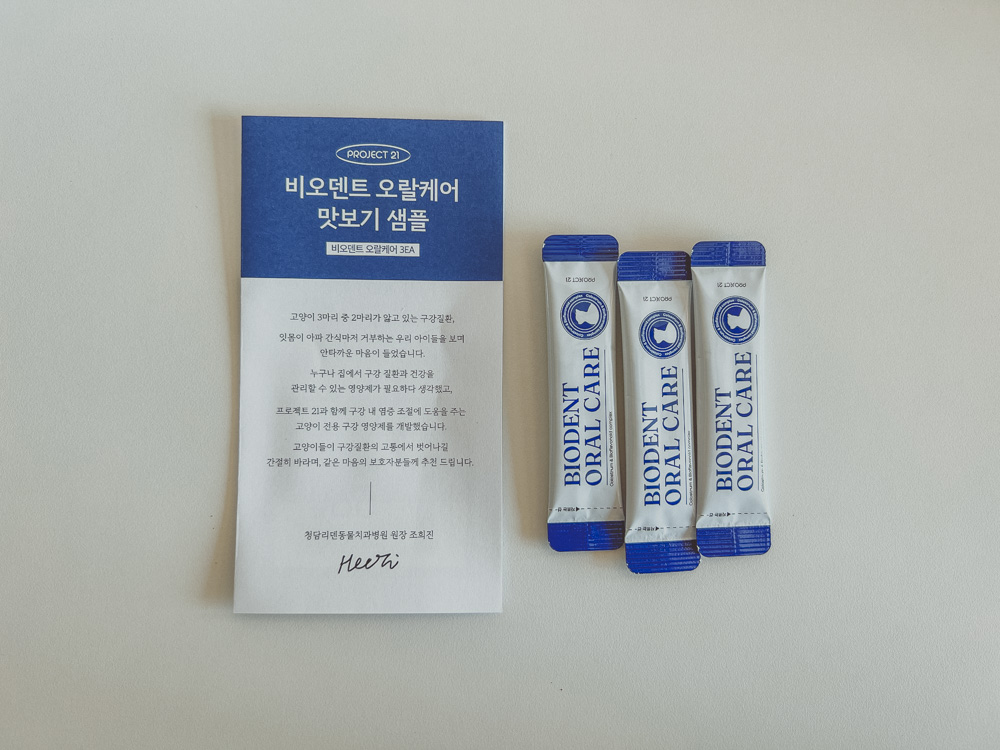 PROJECT 21
비오덴트 오랄케어
맛보기 샘플
비오덴트 오랄케어 3EA
고양이 3마리 중 2마리가 앓고 있는 구강질환,
잇몸이 아파 간식마저 거부하는 우리 아이들을 보며
안타까운 마음이 들었습니다.
누구나 집에서 구강 질환과 건강을
관리할 수 있는 영양제가 필요하다 생각했고,
프로젝트 21과 함께 구강 내 염증 조절에 도움을 주는
고양이 전용 구강 영양제를 개발했습니다.
고양이들이 구강질환의 고통에서 벗어나길
간절히 바라며, 같은 마음의 보호자분들께 추천 드립니다.
청담리덴동물치과병원 원장 조희진
PROJECT 21
BIODENT
ORAL CARE
Colostrum & Bioflavonoid complex
PROJECT 21
BIODENT
ORAL CARE
Colostrum & Bioflavonoid complex
PROJECT 21
BIODENT
ORAL CARE